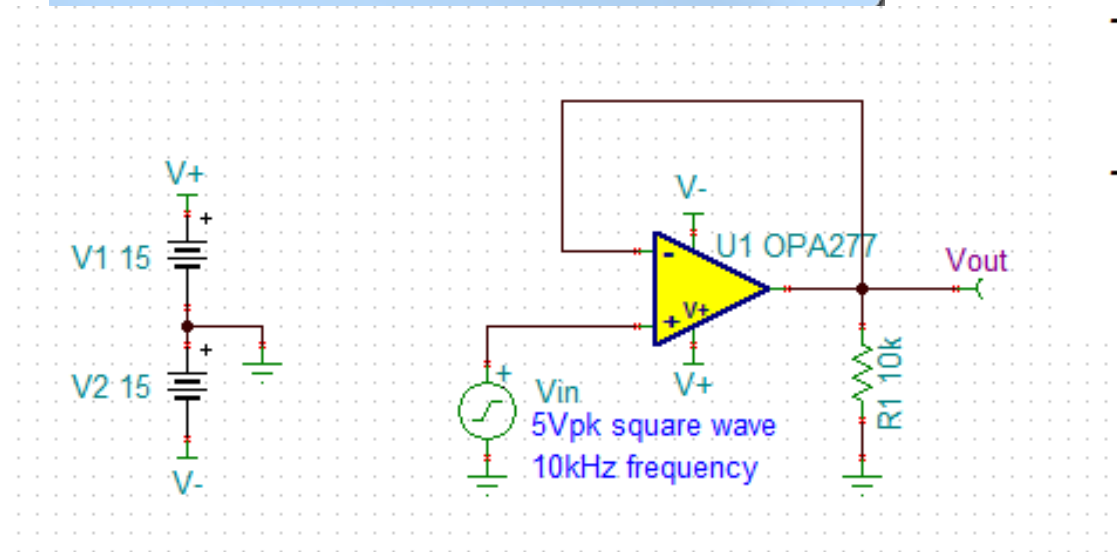 V+
+
V1 15
+
V2 15
V-
V-
U1 OPA277
-
+
V+
V+
Vout
R1 10k
+
Vin
5Vpk square wave
10kHz frequency